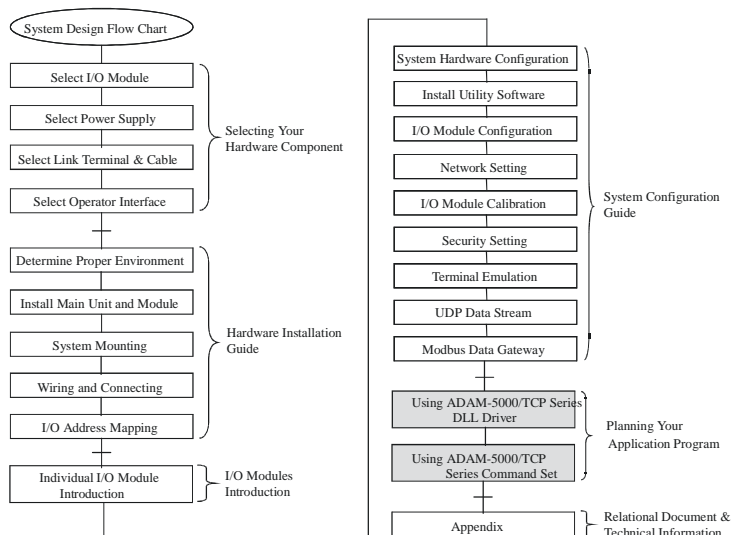 System Design Flow Chart
Select I/O Module
Select Power Supply
Select Link Terminal & Cable
Select Operator Interface
Selecting Your
Hardware Component
Determine Proper Environment
Install Main Unit and Module
System Mounting
Wiring and Connecting
I/O Address Mapping
Hardware Installation
Guide
Individual I/O Module
Introduction
I/O Modules
Introduction
System Hardware Configuration
Install Utility Software
I/O Module Configuration
Network Setting
I/O Module Calibration
Security Setting
Terminal Emulation
UDP Data Stream
Modbus Data Gateway
System Configuration
Guide
Using ADAM-5000/TCP Series
DLL Driver
Using ADAM-5000/TCP
Series Command Set
Planning Your
Application Program
Appendix
Relational Document &
Technical Information